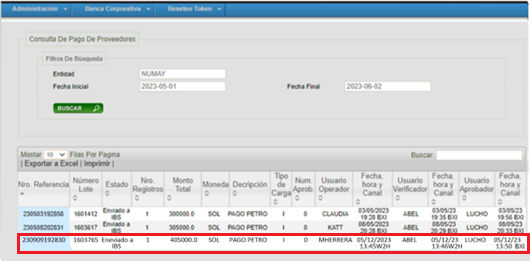 Administracion Banca Corporativa Reseteo Token
Consulta De Pago De Proveedores
Filtros De Búsqueda
Entidad NUMAY
Fecha Inicial 2023-05-01 Fecha Final 2023-06-02
BUSCAR
Mostar 10 Filas Por Pagina Buscar:
| Exportar a Excel | Imprimir |
Nro. Referencia Número Lote Estado Nro. Registros Monto Total Moneda Decripción Tipo de Carga Num. Aprob. Usuario Operador Fecha, hora y Canal Usuario Verificador Fecha, hora y Canal Usuario Aprobador Fecha, hora y Canal
230503192858 1601412 Enviado a IBS 1 300000.0 SOL PAGO PETRO I 0 CLAUDIA 03/05/2023 19:28 BXI ABEL 03/05/23 19:35 BXI LUCHO 03/05/23 19:56 BXI
230508202831 1603617 Enviado a IBS 1 305000.0 SOL PAGO PETRO I 0 KATT 08/05/2023 20:28 BXI ABEL 08/05/23 20:29 BXI LUCHO 08/05/23 20:33 BXI
230909192830 1603765 Eneviado a IBS 1 405000.0 SOL PAGO PETRO I 0 MHERRERA 05/12/2023 13:45W2H ABEL 05/12/23 13:46W2H LUCHO 05/12/23 13:50 BXI